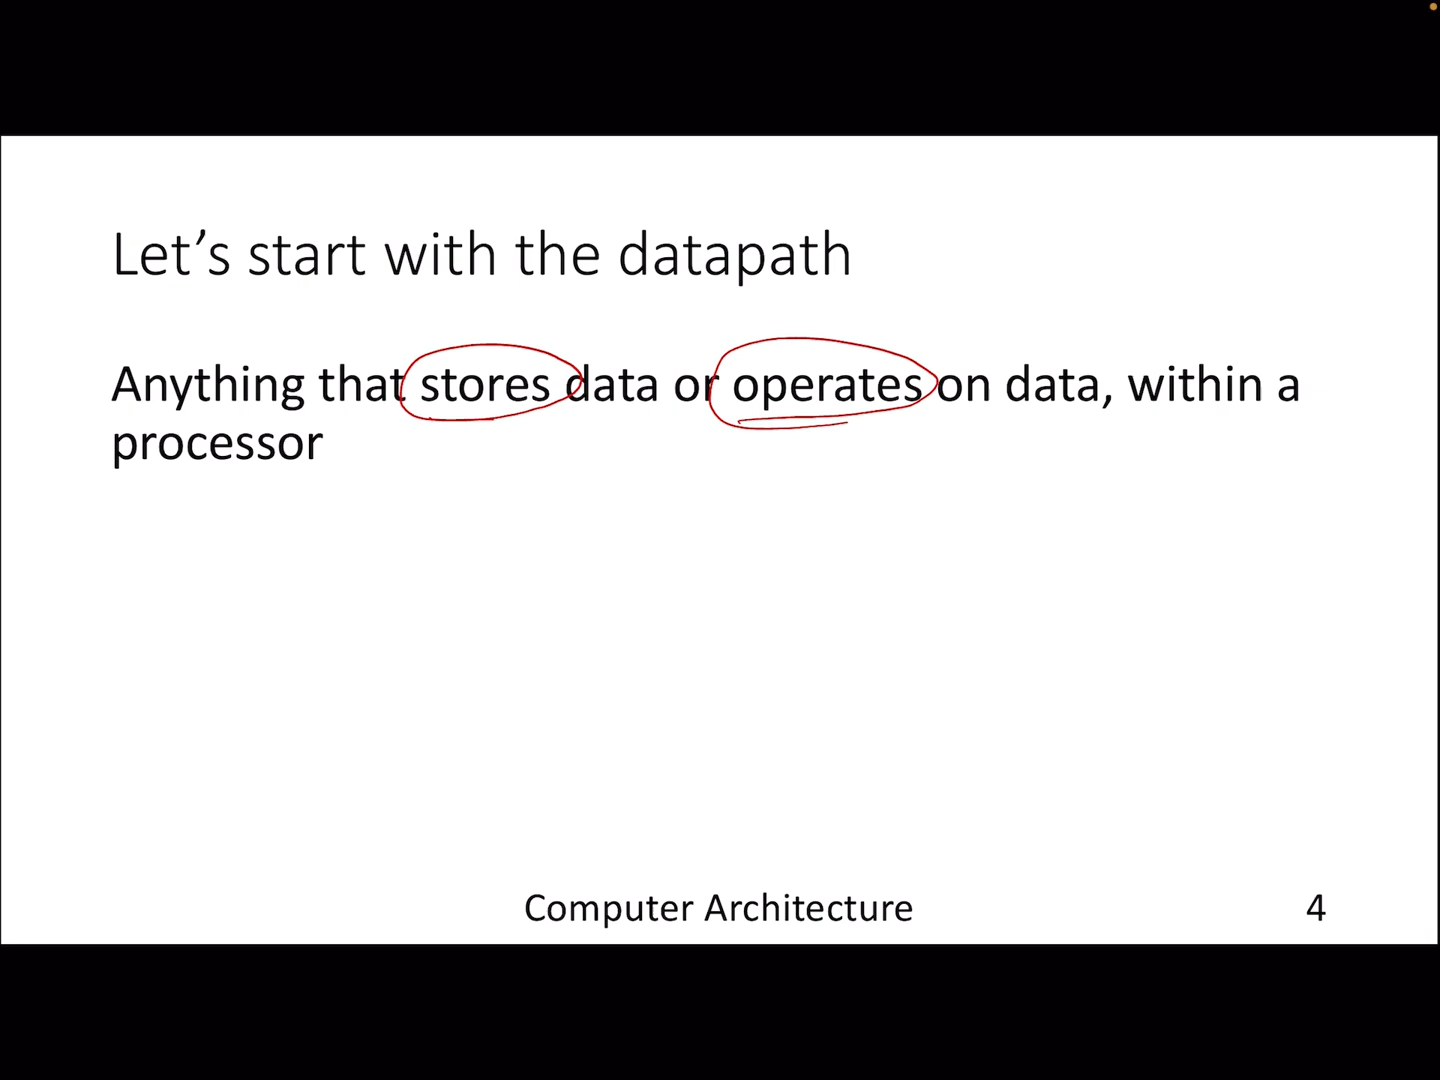 Let’s start with the datapath
Anything that stores data or operates on data, within a
processor
Computer Architecture
4